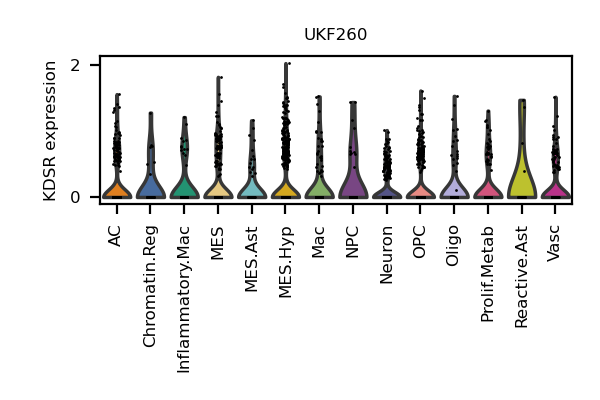 UKF260
KDSR expression
2
0
AC
Chromatin.Reg
Inflammatory.Mac
MES
MES.Ast
MES.Hyp
Mac
NPC
Neuron
OPC
Oligo
Prolif.Metab
Reactive.Ast
Vasc